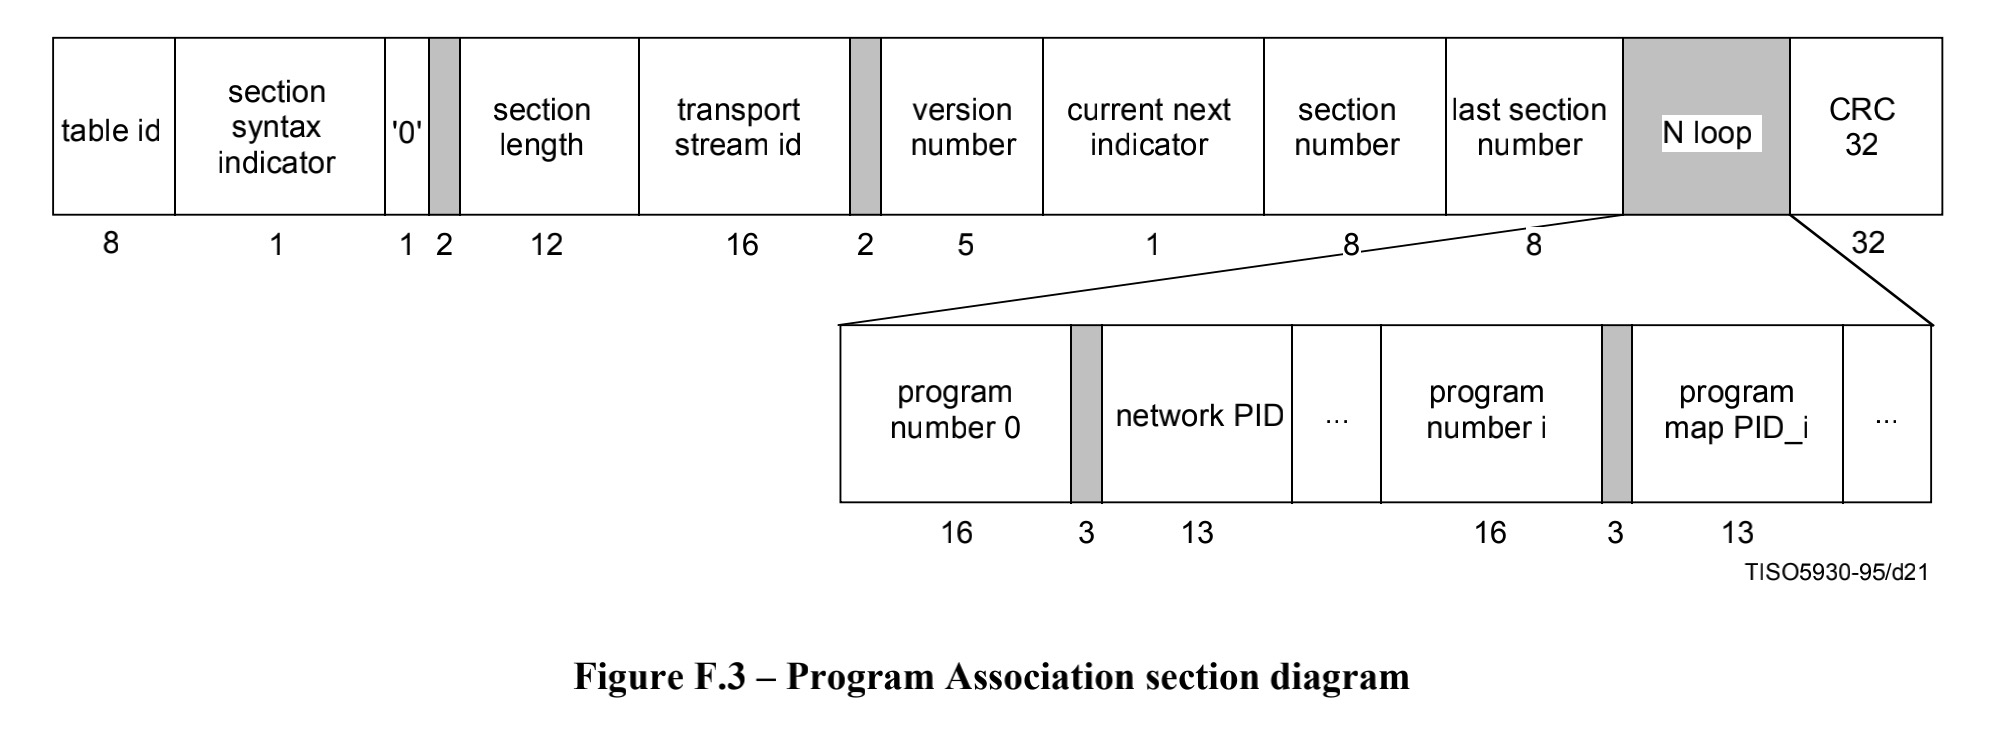 table id
section
syntax
indicator
'0'
section
length
transport
stream id
version
number
current next
indicator
section
number
last section
number
N loop
CRC
32
8
1
1
2
12
16
2
5
1
8
8
32
program
number 0
network PID
...
program
number i
program
map PID_i
...
16
3
13
16
3
13
TISO5930-95/d21
Figure F.3 – Program Association section diagram